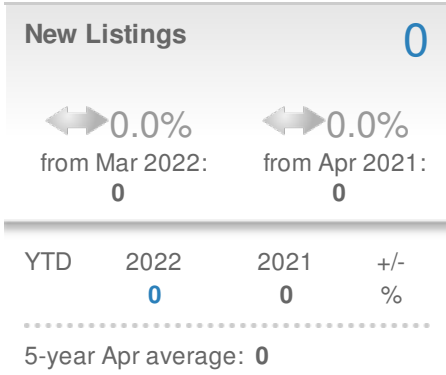 New Listings 0
0.0% 0.0%
from Mar 2022: from Apr 2021:
0 0
YTD 2022 2021 +/-
0 0 %
5-year Apr average: 0